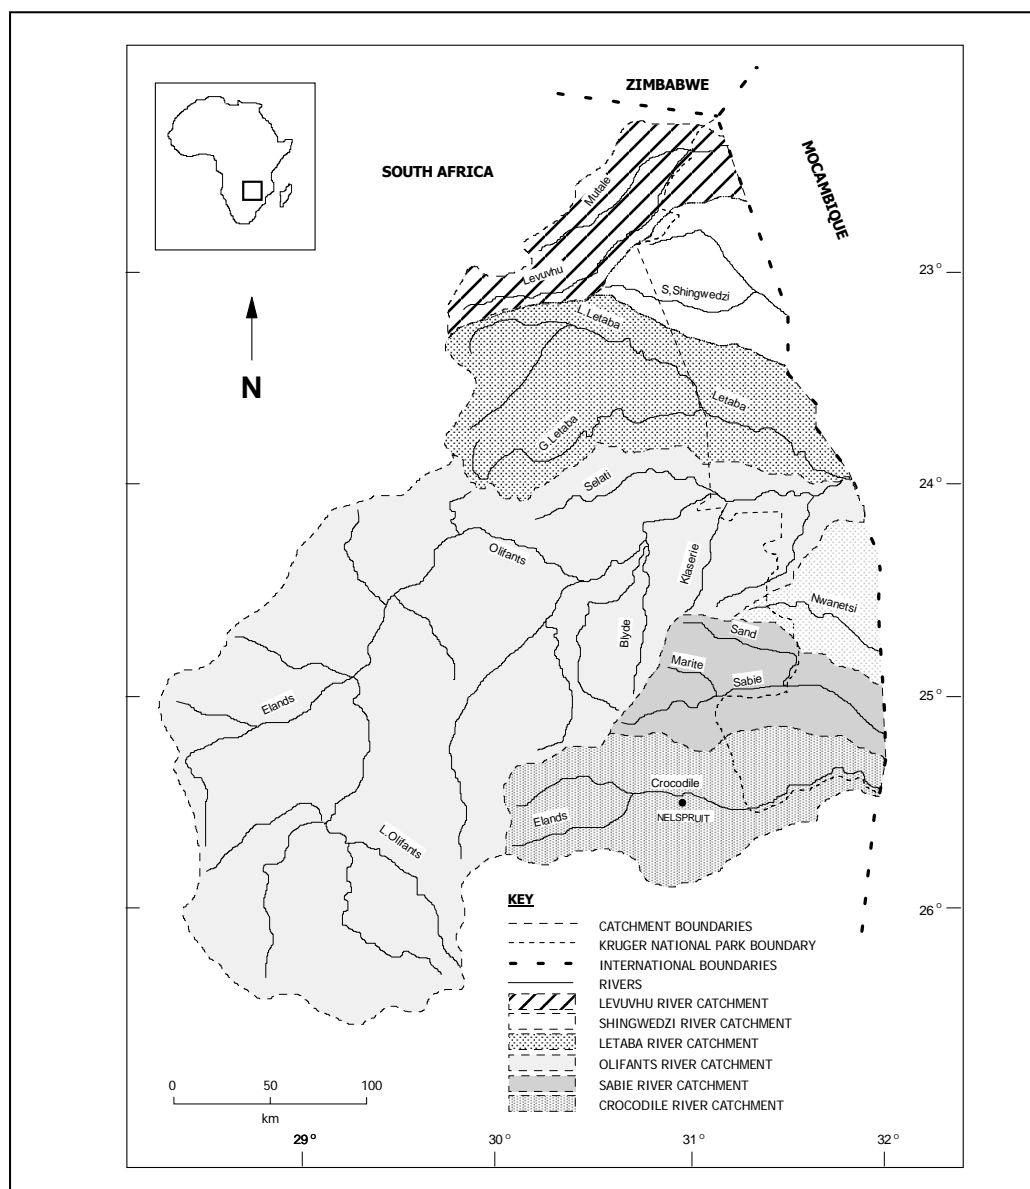 ZIMBABWE
SOUTH AFRICA
MOCAMBIQUE
Mutale
Levuvhu
23°
S,Shingwedzi
N
L.Letaba
Letaba
G.Letaba
Selati
24°
Olifants
Klaserie
Nwanetsi
Blyde
Sand
Marite
Sabie
25°
Elands
Crocodile
Elands
NELSPRUIT
L.Olifants
KEY
26°
CATCHMENT BOUNDARIES
KRUGER NATIONAL PARK BOUNDARY
INTERNATIONAL BOUNDARIES
RIVERS
LEVUVHU RIVER CATCHMENT
SHINGWEDZI RIVER CATCHMENT
LETABA RIVER CATCHMENT
OLIFANTS RIVER CATCHMENT
SABIE RIVER CATCHMENT
CROCODILE RIVER CATCHMENT
0 50 100
km
29° 30° 31° 32°